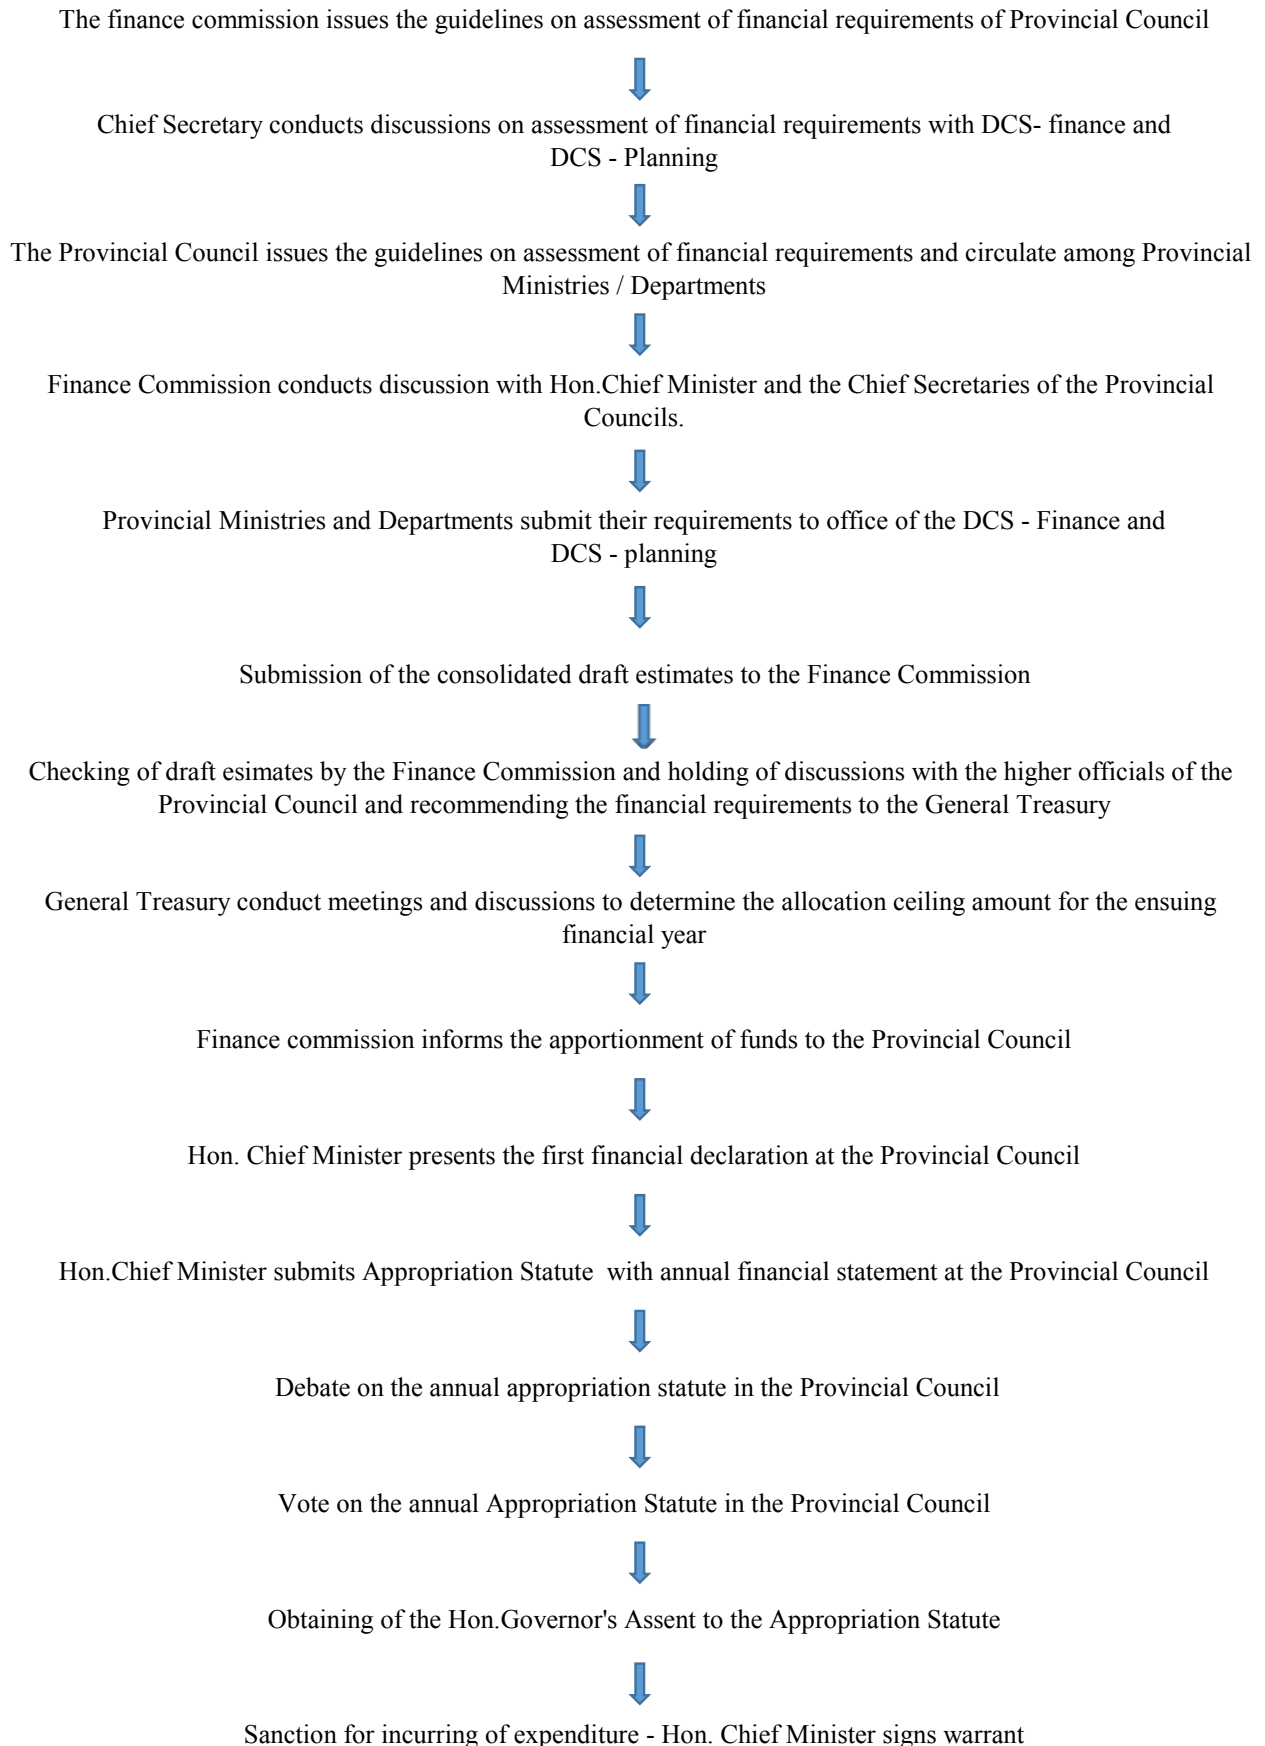 The finance commission issues the guidelines on assessment of financial requirements of Provincial Council
Chief Secretary conducts discussions on assessment of financial requirements with DCS- finance and
DCS - Planning
The Provincial Council issues the guidelines on assessment of financial requirements and circulate among Provincial
Ministries / Departments
Finance Commission conducts discussion with Hon.Chief Minister and the Chief Secretaries of the Provincial
Councils.
Provincial Ministries and Departments submit their requirements to office of the DCS - Finance and
DCS - planning
Submission of the consolidated draft estimates to the Finance Commission
Checking of draft esimates by the Finance Commission and holding of discussions with the higher officials of the
Provincial Council and recommending the financial requirements to the General Treasury
General Treasury conduct meetings and discussions to determine the allocation ceiling amount for the ensuing
financial year
Finance commission informs the apportionment of funds to the Provincial Council
Hon. Chief Minister presents the first financial declaration at the Provincial Council
Hon.Chief Minister submits Appropriation Statute with annual financial statement at the Provincial Council
Debate on the annual appropriation statute in the Provincial Council
Vote on the annual Appropriation Statute in the Provincial Council
Obtaining of the Hon.Governor's Assent to the Appropriation Statute
Sanction for incurring of expenditure - Hon. Chief Minister signs warrant